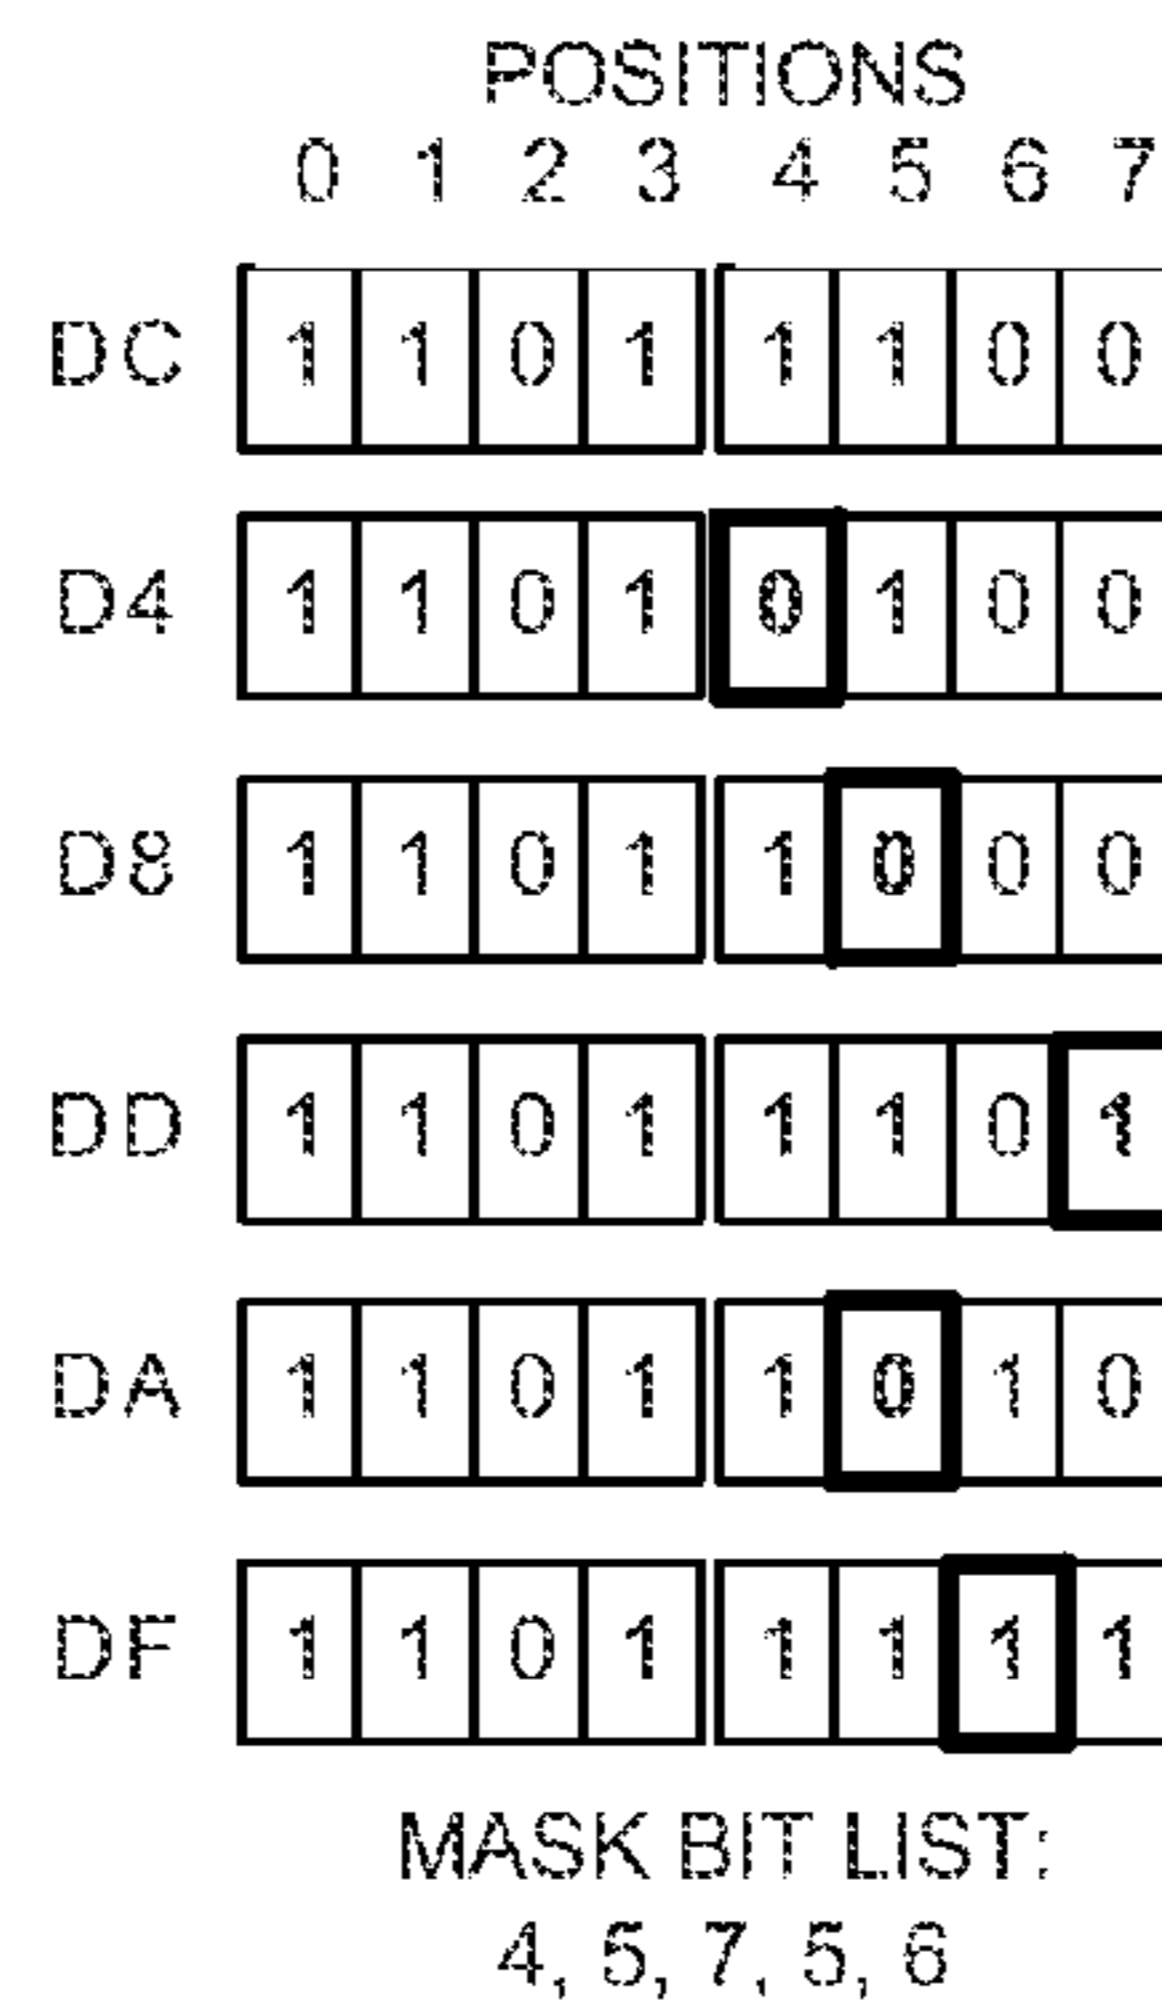 POSITIONS
0 1 2 3 4 5 6 7
DC 1 1 0 1 1 1 0 0
D4 1 1 0 1 0 1 0 0
D8 1 1 0 1 1 0 0 0
DD 1 1 0 1 1 1 0 1
DA 1 1 0 1 1 0 1 0
DF 1 1 0 1 1 1 1 1
MASK BIT LIST:
4, 5, 7, 5, 6